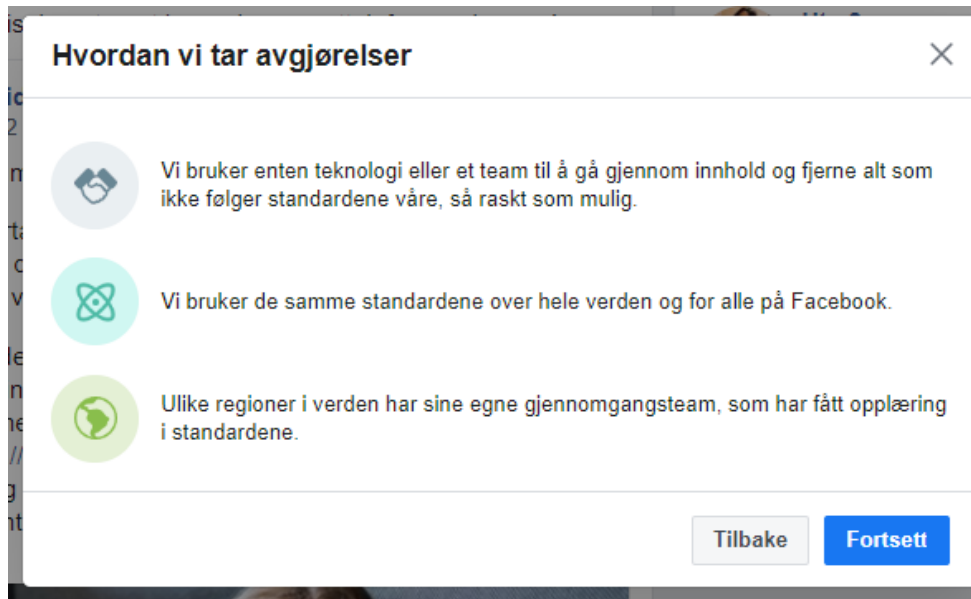 Hvordan vi tar avgjørelser
Vi bruker enten teknologi eller et team til å gå gjennom innhold og fjerne alt som
ikke følger standardene våre, så raskt som mulig.
Vi bruker de samme standardene over hele verden og for alle på Facebook.
Ulike regioner i verden har sine egne gjennomgangsteam, som har fått opplæring
i standardene.
Tilbake
Fortsett